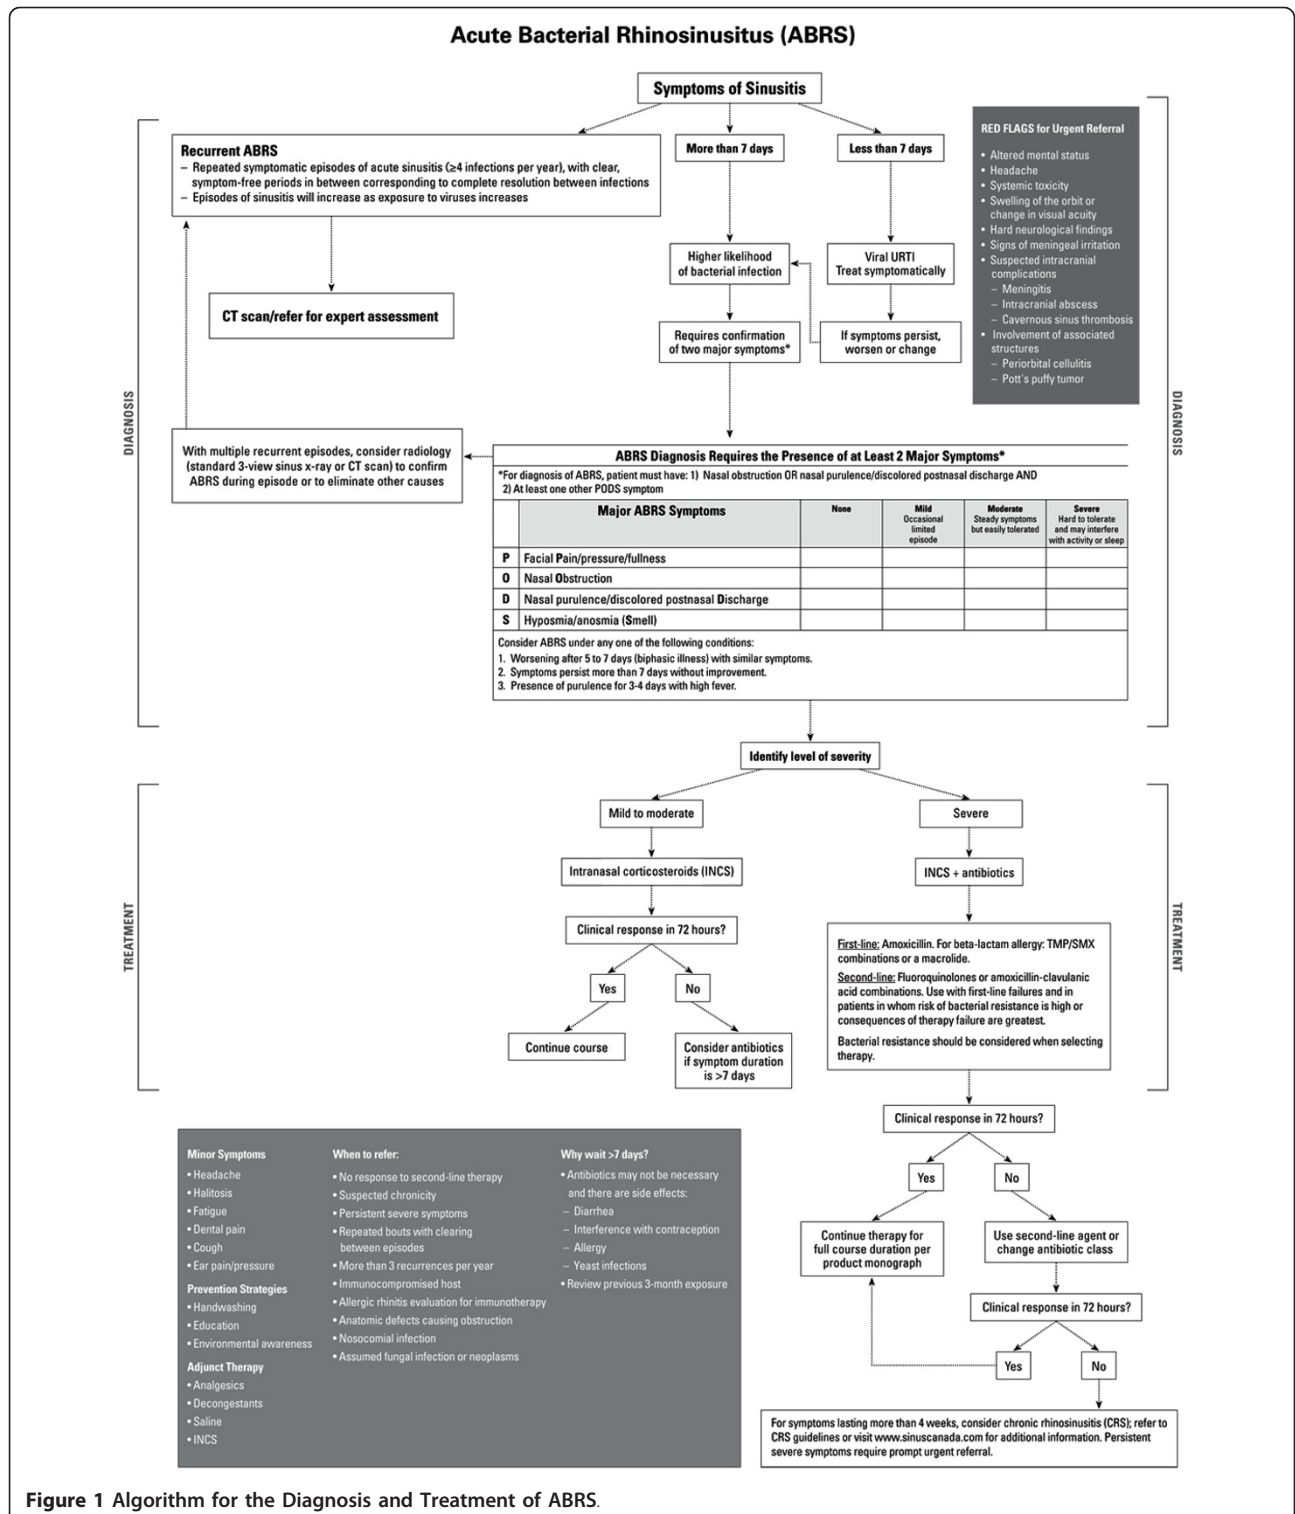 Acute Bacterial Rhinosinusitus (ABRS)
Symptoms of Sinusitis
Recurrent ABRS
– Repeated symptomatic episodes of acute sinusitis (≥4 infections per year), with clear,
symptom-free periods in between corresponding to complete resolution between infections
– Episodes of sinusitis will increase as exposure to viruses increases
More than 7 days
Less than 7 days
RED FLAGS for Urgent Referral
• Altered mental status
• Headache
• Systemic toxicity
• Swelling of the orbit or
change in visual acuity
• Hard neurological findings
• Signs of meningeal irritation
• Suspected intracranial
complications
– Meningitis
– Intracranial abscess
– Cavernous sinus thrombosis
• Involvement of associated
structures
– Periorbital cellulitis
– Pott's puffy tumor
Higher likelihood
of bacterial infection
Viral URTI
Treat symptomatically
CT scan/refer for expert assessment
Requires confirmation
of two major symptoms*
If symptoms persist,
worsen or change
DIAGNOSIS
DIAGNOSIS
With multiple recurrent episodes, consider radiology
(standard 3-view sinus x-ray or CT scan) to confirm
ABRS during episode or to eliminate other causes
ABRS Diagnosis Requires the Presence of at Least 2 Major Symptoms*
*For diagnosis of ABRS, patient must have: 1) Nasal obstruction OR nasal purulence/discolored postnasal discharge AND
2) At least one other PODS symptom
Major ABRS Symptoms
None
Mild
Occasional
limited
episode
Moderate
Steady symptoms
but easily tolerated
Severe
Hard to tolerate
and may interfere
with activity or sleep
P Facial Pain/pressure/fullness
O Nasal Obstruction
D Nasal purulence/discolored postnasal Discharge
S Hyposmia/anosmia (Smell)
Consider ABRS under any one of the following conditions:
1. Worsening after 5 to 7 days (biphasic illness) with similar symptoms.
2. Symptoms persist more than 7 days without improvement.
3. Presence of purulence for 3-4 days with high fever.
Identify level of severity
Mild to moderate
Severe
Intranasal corticosteroids (INCS)
INCS + antibiotics
TREATMENT
TREATMENT
Clinical response in 72 hours?
Yes
No
Continue course
Consider antibiotics
if symptom duration
is >7 days
First-line: Amoxicillin. For beta-lactam allergy: TMP/SMX
combinations or a macrolide.
Second-line: Fluoroquinolones or amoxicillin-clavulanic
acid combinations. Use with first-line failures and in
patients in whom risk of bacterial resistance is high or
consequences of therapy failure are greatest.
Bacterial resistance should be considered when selecting
therapy.
Clinical response in 72 hours?
Yes
No
Continue therapy for
full course duration per
product monograph
Use second-line agent or
change antibiotic class
Clinical response in 72 hours?
Yes
No
For symptoms lasting more than 4 weeks, consider chronic rhinosinusitis (CRS); refer to
CRS guidelines or visit www.sinuscanada.com for additional information. Persistent
severe symptoms require prompt urgent referral.
Minor Symptoms
• Headache
• Halitosis
• Fatigue
• Dental pain
• Cough
• Ear pain/pressure
Prevention Strategies
• Handwashing
• Education
• Environmental awareness
Adjunct Therapy
• Analgesics
• Decongestants
• Saline
• INCS
When to refer:
• No response to second-line therapy
• Suspected chronicity
• Persistent severe symptoms
• Repeated bouts with clearing
between episodes
• More than 3 recurrences per year
• Immunocompromised host
• Allergic rhinitis evaluation for immunotherapy
• Anatomic defects causing obstruction
• Nosocomial infection
• Assumed fungal infection or neoplasms
Why wait >7 days?
• Antibiotics may not be necessary
and there are side effects:
– Diarrhea
– Interference with contraception
– Allergy
– Yeast infections
• Review previous 3-month exposure
Figure 1 Algorithm for the Diagnosis and Treatment of ABRS.